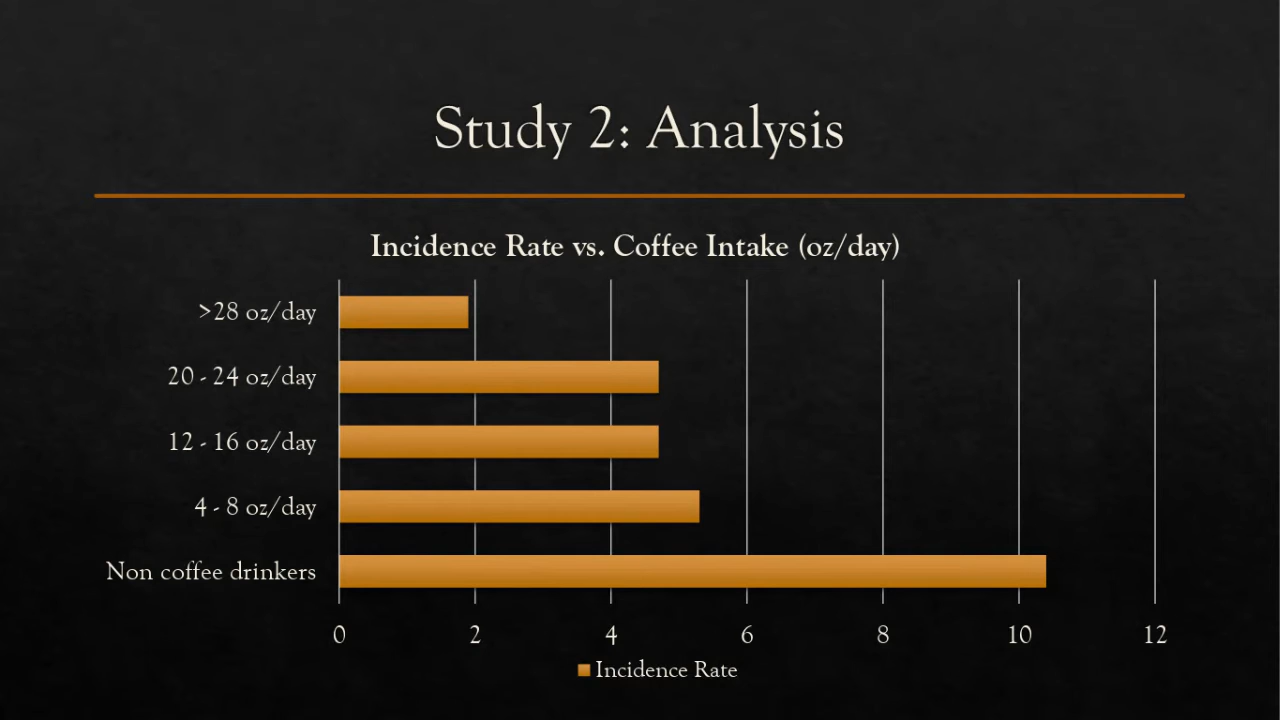 Study 2: Analysis
Incidence Rate vs. Coffee Intake (oz/day)
>28 oz/day
20 - 24 oz/day
12 - 16 oz/day
4 - 8 oz/day
Non coffee drinkers
0 2 4 6 8 10 12
Incidence Rate